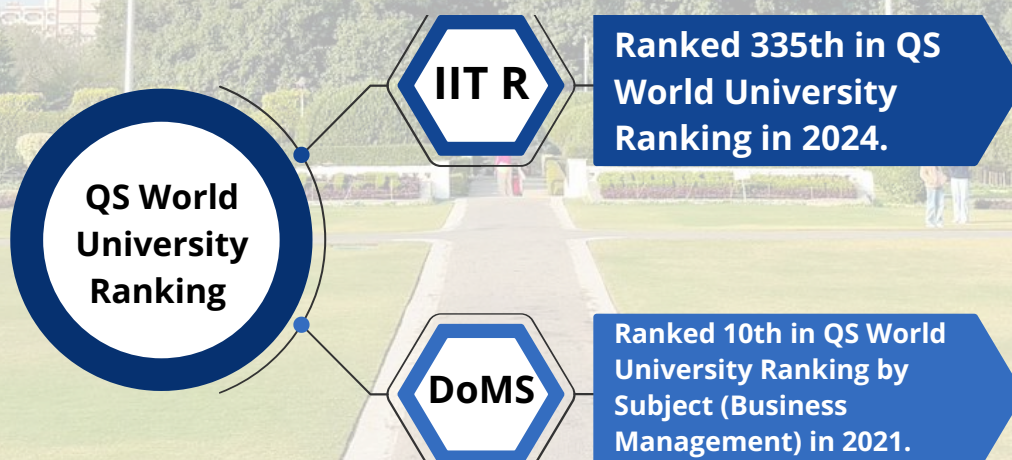 QS World
University
Ranking
IIT R
Ranked 335th in QS
World University
Ranking in 2024.
DoMS
Ranked 10th in QS World
University Ranking by
Subject (Business
Management) in 2021.